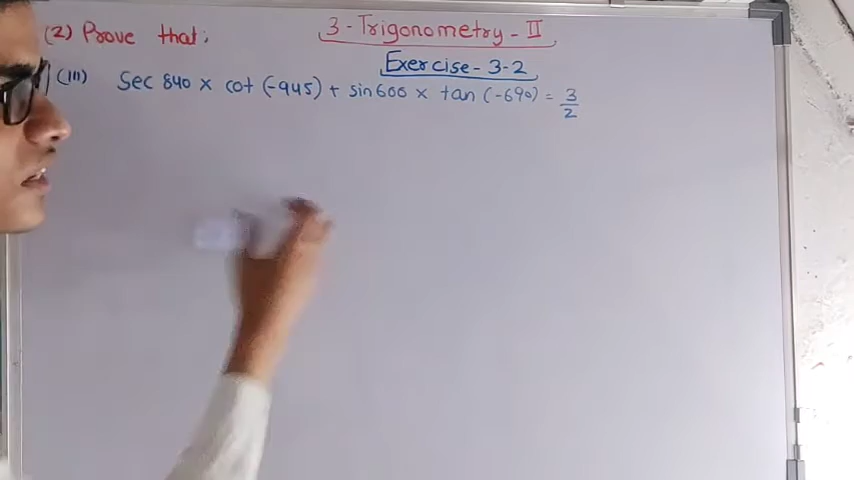 3 - Trigonometry - II
(2) Prove that ;
Exercise - 3-2
(III) Sec 840 x cot (-945) + sin 600 x tan (-690) = 3/2